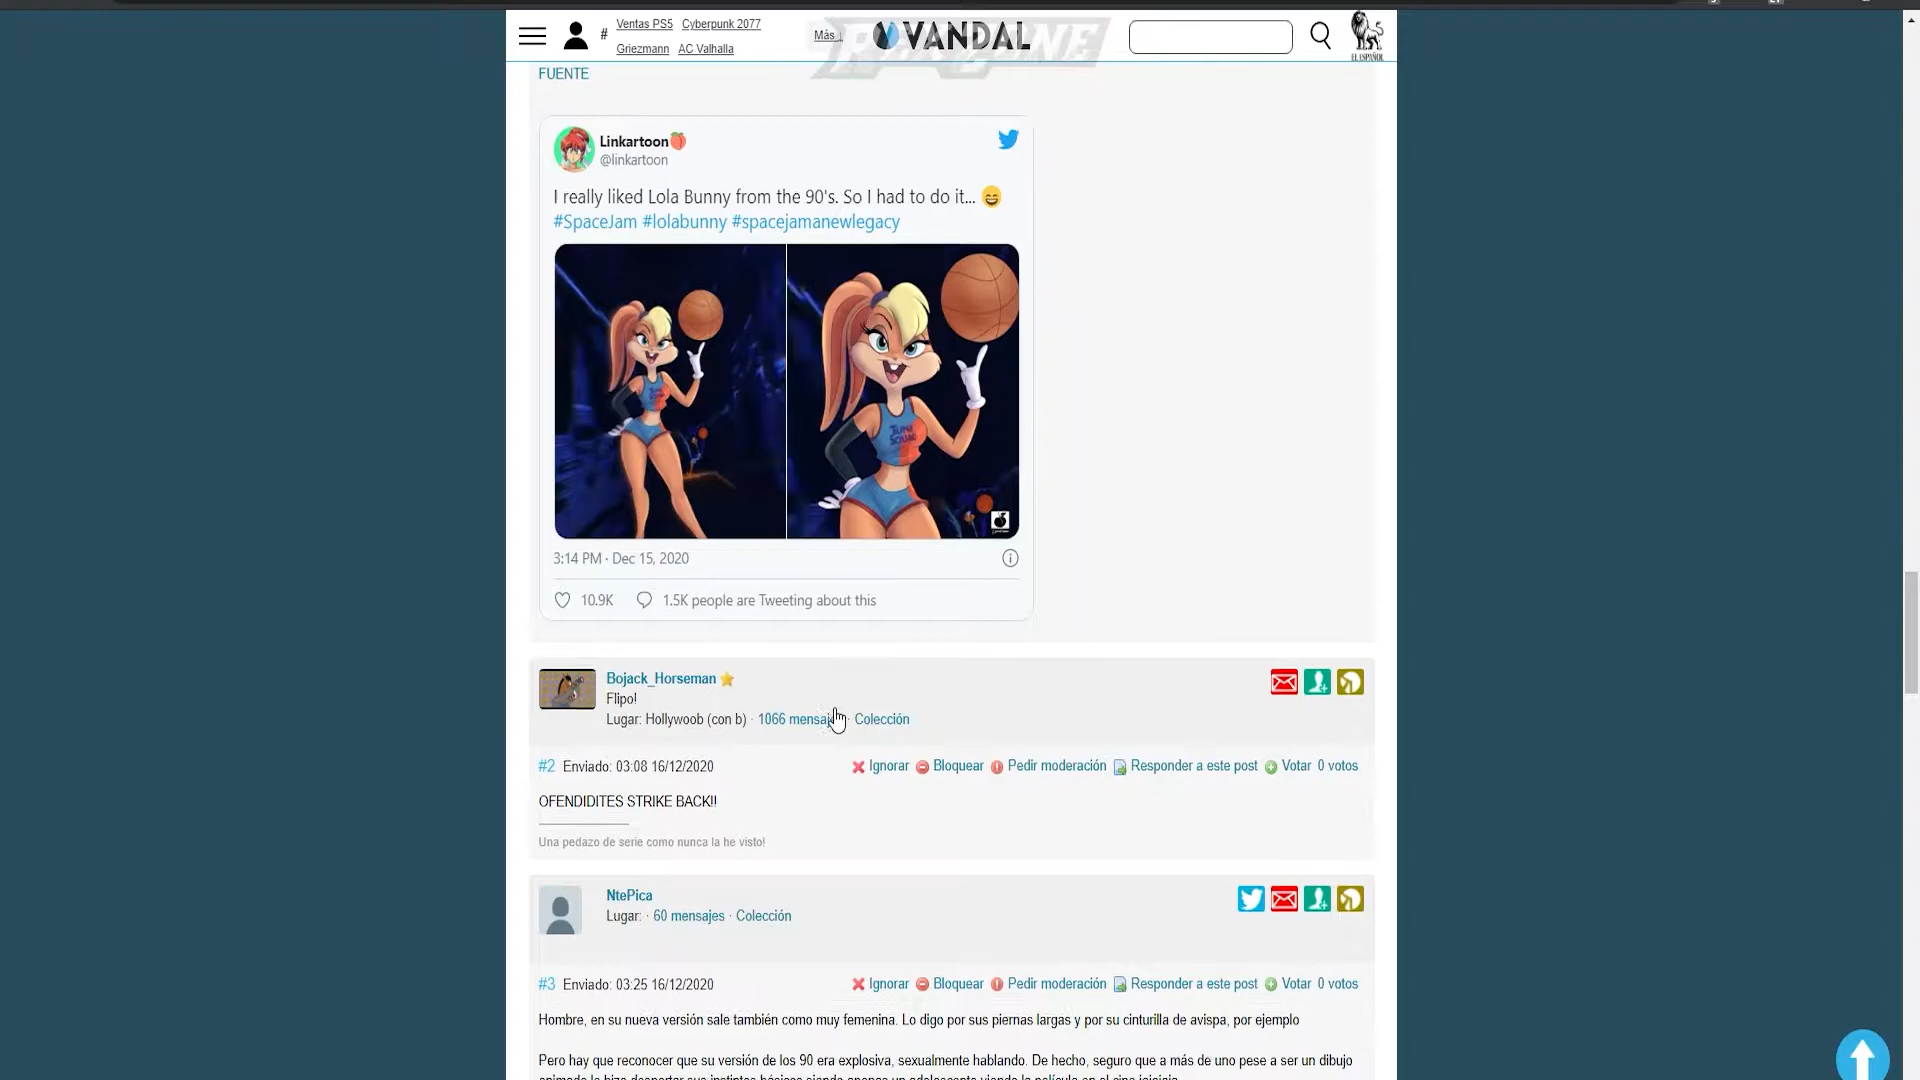 # Ventas PS5 Cyberpunk 2077
Griezmann AC Valhalla
Más
VANDAL
EL ESPAÑOL
FUENTE
Linkartoon
@linkartoon
I really liked Lola Bunny from the 90's. So I had to do it...
#SpaceJam #lolabunny #spacejamanewlegacy
TUNE
SQUAD
3:14 PM · Dec 15, 2020
10.9K 1.5K people are Tweeting about this
Bojack_Horseman
Flipo!
Lugar: Hollywoob (con b) · 1066 · Colección
#2 Enviado: 03:08 16/12/2020 Ignorar Bloquear Pedir moderación Responder a este post Votar 0 votos
OFENDIDITES STRIKE BACK!!
Una pedazo de serie como nunca la he visto!
NtePica
Lugar: · 60 mensajes · Colección
#3 Enviado: 03:25 16/12/2020 Ignorar Bloquear Pedir moderación Responder a este post Votar 0 votos
Hombre, en su nueva versión sale también como muy femenina. Lo digo por sus piernas largas y por su cinturilla de avispa, por ejemplo
Pero hay que reconocer que su versión de los 90 era explosiva, sexualmente hablando. De hecho, seguro que a más de uno pese a ser un dibujo